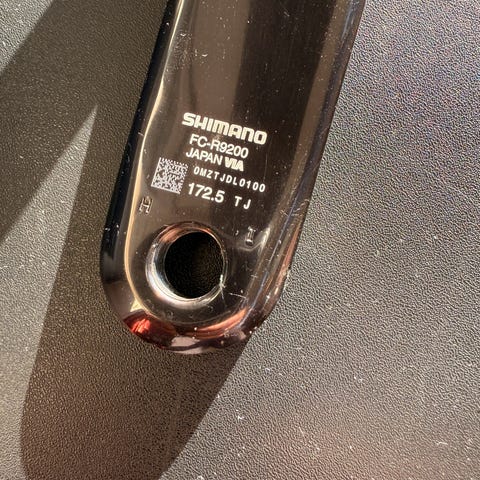 SHIMANO
FC-R9200
JAPAN VIA
0MZTJDL0100
172.5 TJ
H